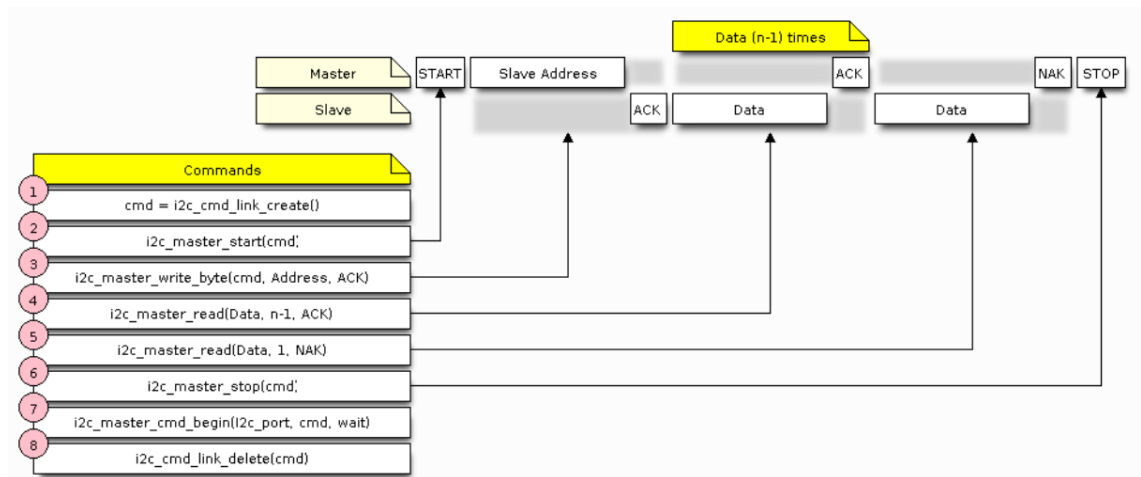 Data (n-1) times
Master START Slave Address ACK NAK STOP
Slave ACK Data Data
Commands
1 cmd = i2c_cmd_link_create()
2 i2c_master_start(cmd;
3 i2c_master_write_byte(cmd, Address, ACK)
4 i2c_master_read(Data, n-1, ACK)
5 i2c_master_read(Data, 1, NAK)
6 i2c_master_stop(cmd;
7 i2c_master_cmd_begin(I2c_port, cmd, wait)
8 i2c_cmd_link_delete(cmd)